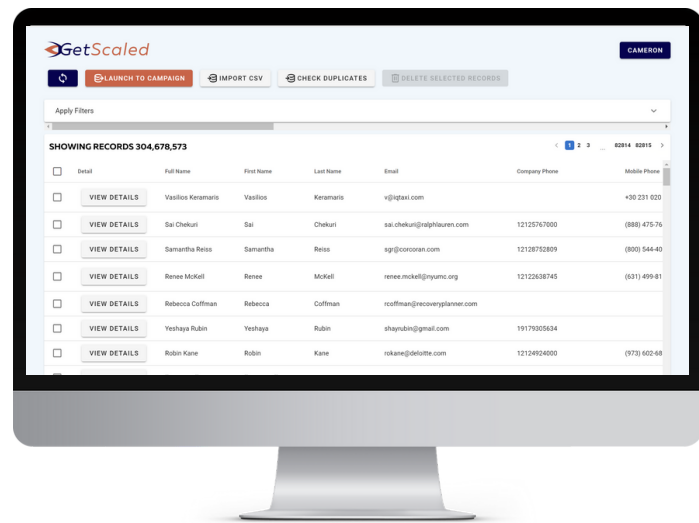 GetScaled
CAMERON
LAUNCH TO CAMPAIGN IMPORT CSV CHECK DUPLICATES DELETE SELECTED RECORDS
Apply Filters
SHOWING RECORDS 304,678,573 1 2 3 ... 82814 82815
Detail Full Name First Name Last Name Email Company Phone Mobile Phone
VIEW DETAILS Vasilios Keramaris Vasilios Keramaris v@iqtaxi.com +30 231 020
VIEW DETAILS Sai Chekuri Sai Chekuri sai.chekuri@ralphlauren.com 12125767000 (888) 475-76
VIEW DETAILS Samantha Reiss Samantha Reiss sgr@corcoran.com 12128752809 (800) 544-40
VIEW DETAILS Renee McKell Renee McKell renee.mckell@nyumc.org 12122638745 (631) 499-81
VIEW DETAILS Rebecca Coffman Rebecca Coffman rcoffman@recoveryplanner.com
VIEW DETAILS Yeshaya Rubin Yeshaya Rubin shayrubin@gmail.com 19179305634
VIEW DETAILS Robin Kane Robin Kane rokane@deloitte.com 12124924000 (973) 602-68